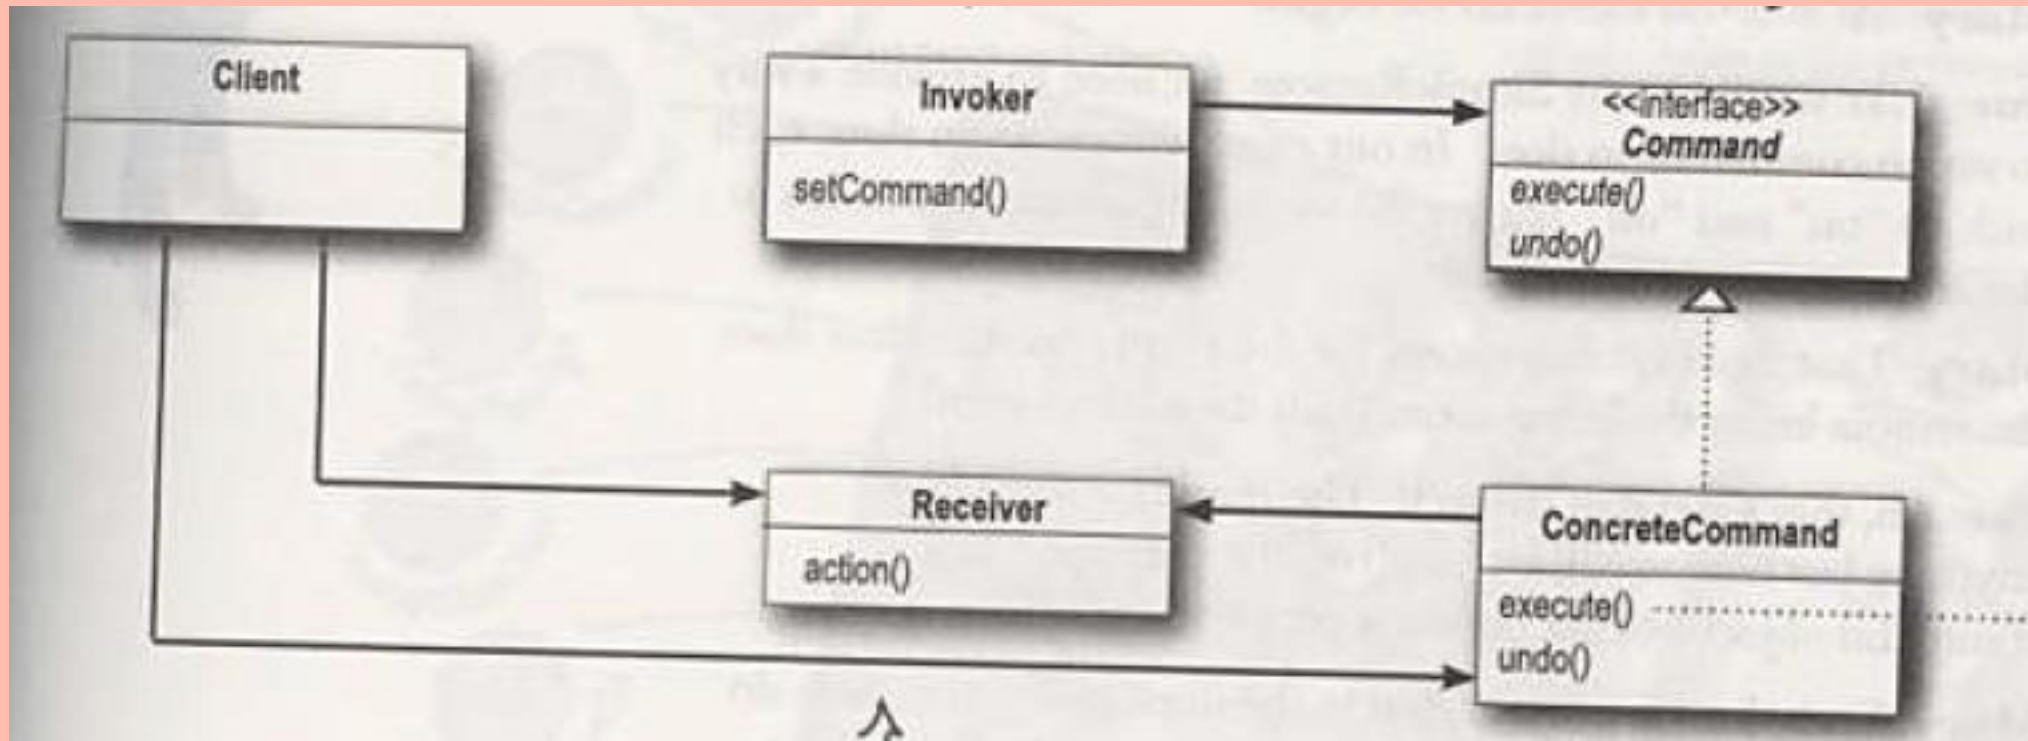 Client
Invoker
setCommand()
<<interface>>
Command
execute()
undo()
Receiver
action()
ConcreteCommand
execute()
undo()